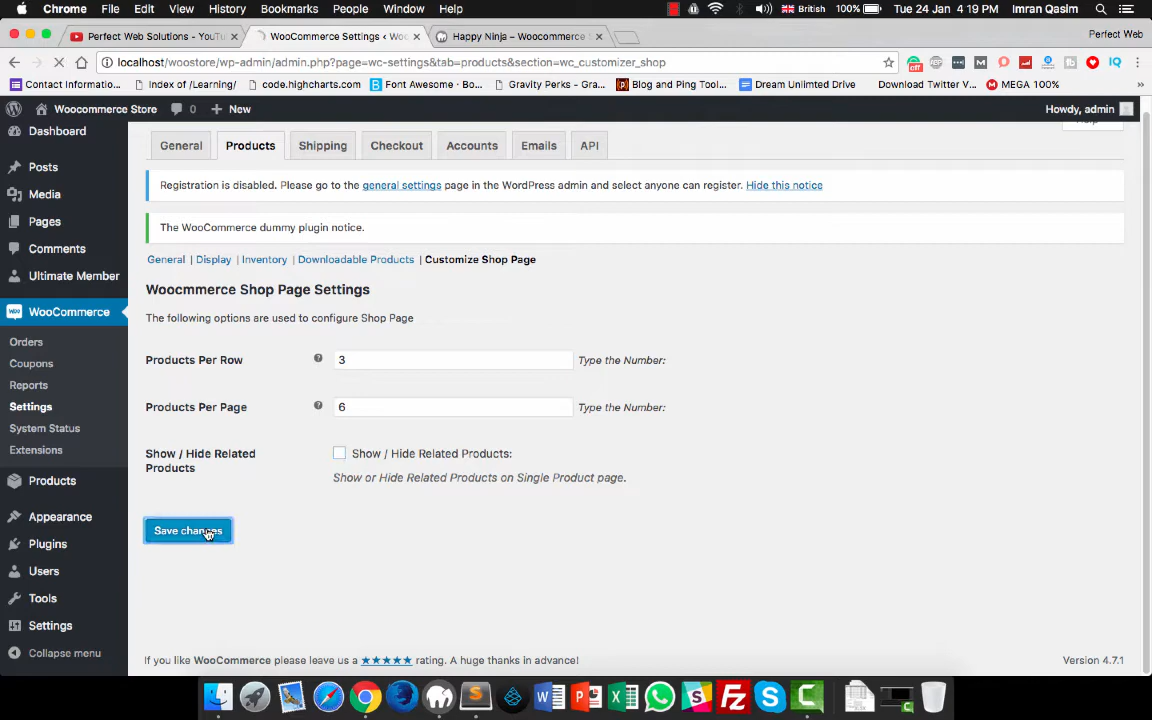 Chrome File Edit View History Bookmarks People Window Help British 100% Tue 24 Jan 4:19 PM Imran Qasim
Perfect Web Solutions - YouTu WooCommerce Settings ‹ Woo Happy Ninja – Woocommerce S Perfect Web
localhost/woostore/wp-admin/admin.php?page=wc-settings&tab=products&section=wc_customizer_shop
Contact Informatio... Index of /Learning/ code.highcharts.com Font Awesome · Bo... Gravity Perks - Gra... Blog and Ping Tool... Dream Unlimted Drive Download Twitter V... MEGA 100% »
Woocommerce Store 0 New Howdy, admin
Dashboard
Posts
Media
Pages
Comments
Ultimate Member
WooCommerce
Orders
Coupons
Reports
Settings
System Status
Extensions
Products
Appearance
Plugins
Users
Tools
Settings
Collapse menu
General Products Shipping Checkout Accounts Emails API
Registration is disabled. Please go to the general settings page in the WordPress admin and select anyone can register. Hide this notice
The WooCommerce dummy plugin notice.
General | Display | Inventory | Downloadable Products | Customize Shop Page
Woocmmerce Shop Page Settings
The following options are used to configure Shop Page
Products Per Row 3 Type the Number:
Products Per Page 6 Type the Number:
Show / Hide Related Products Show / Hide Related Products:
Show or Hide Related Products on Single Product page.
Save changes
If you like WooCommerce please leave us a ★★★★★ rating. A huge thanks in advance! Version 4.7.1